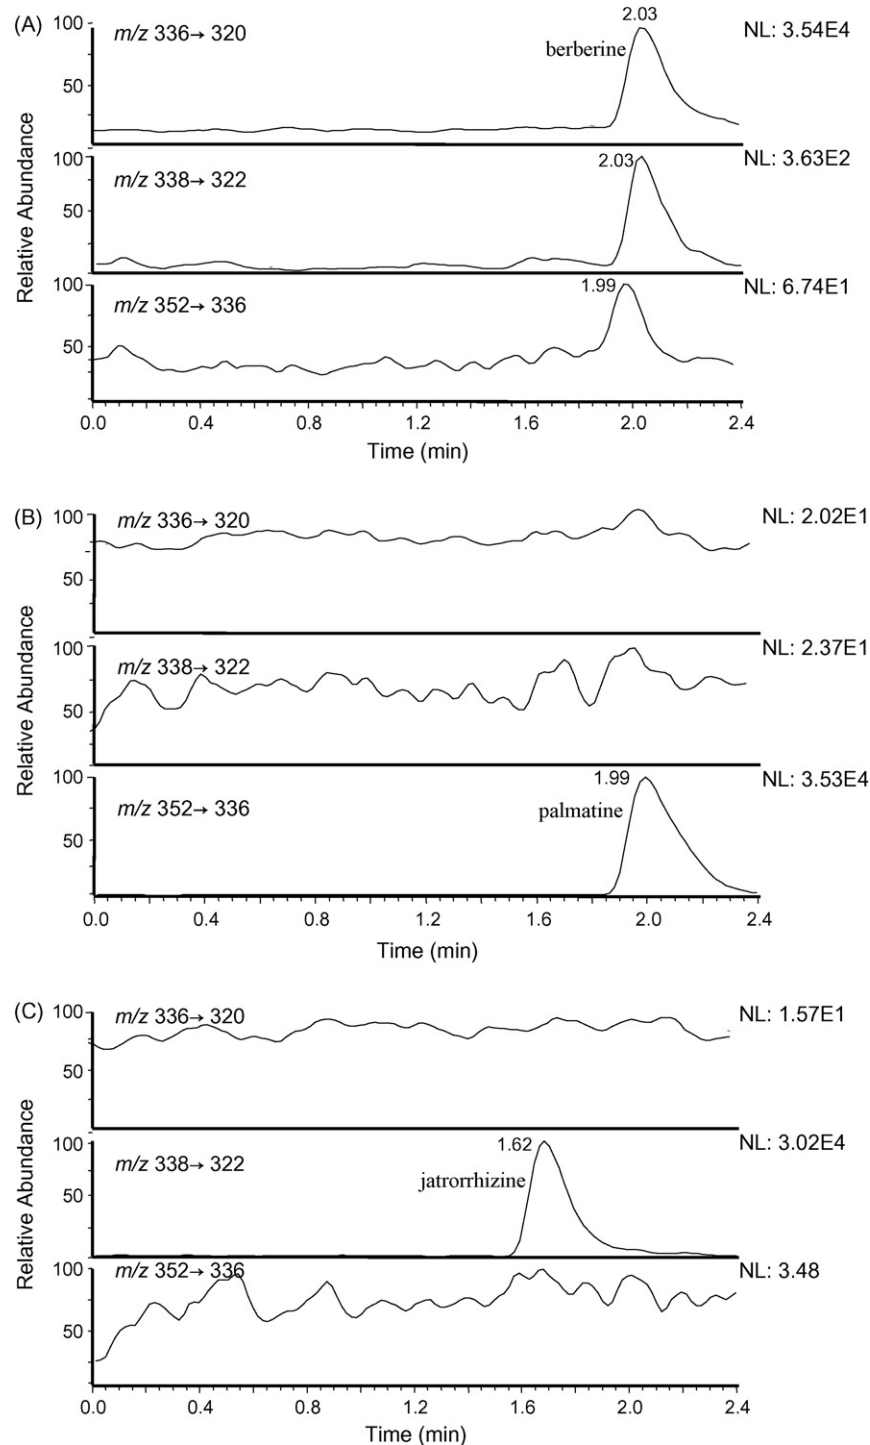 (A)
Relative Abundance
100
50
m/z 336→ 320
berberine
2.03
NL: 3.54E4
100
50
m/z 338→ 322
2.03
NL: 3.63E2
100
50
m/z 352→ 336
1.99
NL: 6.74E1
0.0 0.4 0.8 1.2 1.6 2.0 2.4
Time (min)
(B)
Relative Abundance
100
50
m/z 336→ 320
NL: 2.02E1
100
50
m/z 338→ 322
NL: 2.37E1
100
50
m/z 352→ 336
palmatine
1.99
NL: 3.53E4
0.0 0.4 0.8 1.2 1.6 2.0 2.4
Time (min)
(C)
Relative Abundance
100
50
m/z 336→ 320
NL: 1.57E1
100
50
m/z 338→ 322
jatrorrhizine
1.62
NL: 3.02E4
100
50
m/z 352→ 336
NL: 3.48
0.0 0.4 0.8 1.2 1.6 2.0 2.4
Time (min)